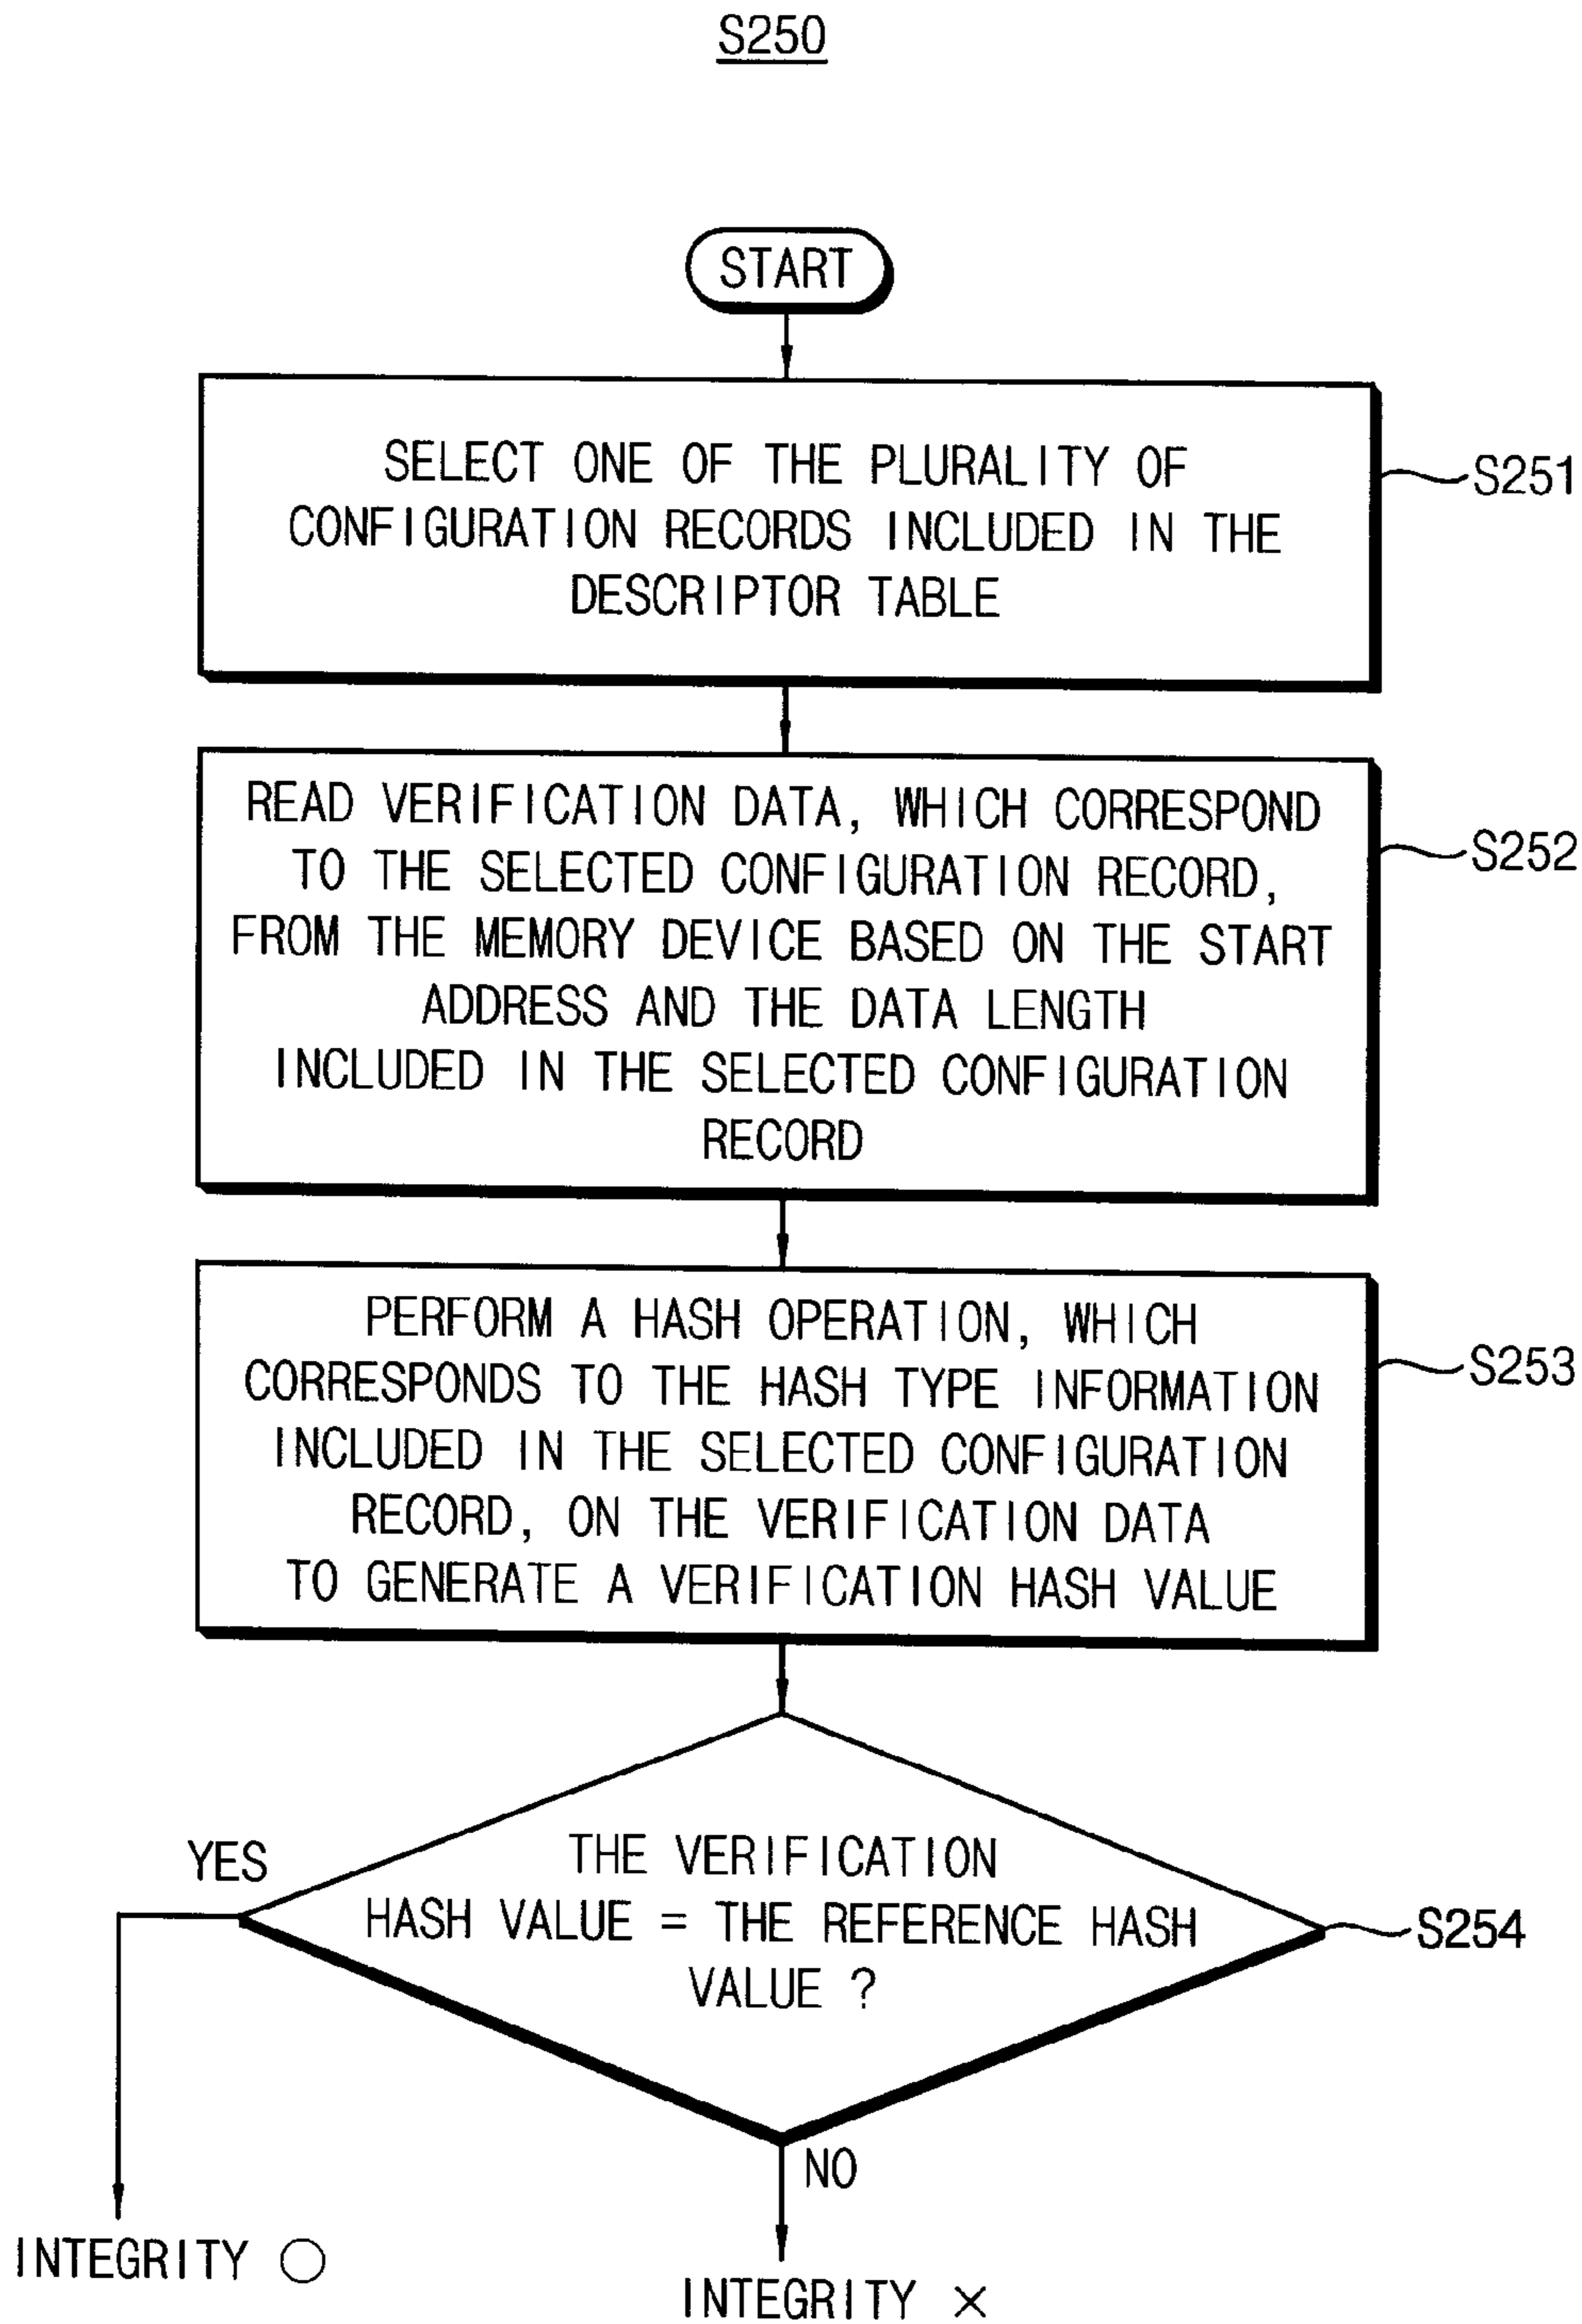 S250
START
SELECT ONE OF THE PLURALITY OF
CONFIGURATION RECORDS INCLUDED IN THE
DESCRIPTOR TABLE
S251
READ VERIFICATION DATA, WHICH CORRESPOND
TO THE SELECTED CONFIGURATION RECORD,
FROM THE MEMORY DEVICE BASED ON THE START
ADDRESS AND THE DATA LENGTH
INCLUDED IN THE SELECTED CONFIGURATION
RECORD
S252
PERFORM A HASH OPERATION, WHICH
CORRESPONDS TO THE HASH TYPE INFORMATION
INCLUDED IN THE SELECTED CONFIGURATION
RECORD, ON THE VERIFICATION DATA
TO GENERATE A VERIFICATION HASH VALUE
S253
YES
THE VERIFICATION
HASH VALUE = THE REFERENCE HASH
VALUE ?
S254
NO
INTEGRITY ○
INTEGRITY ×